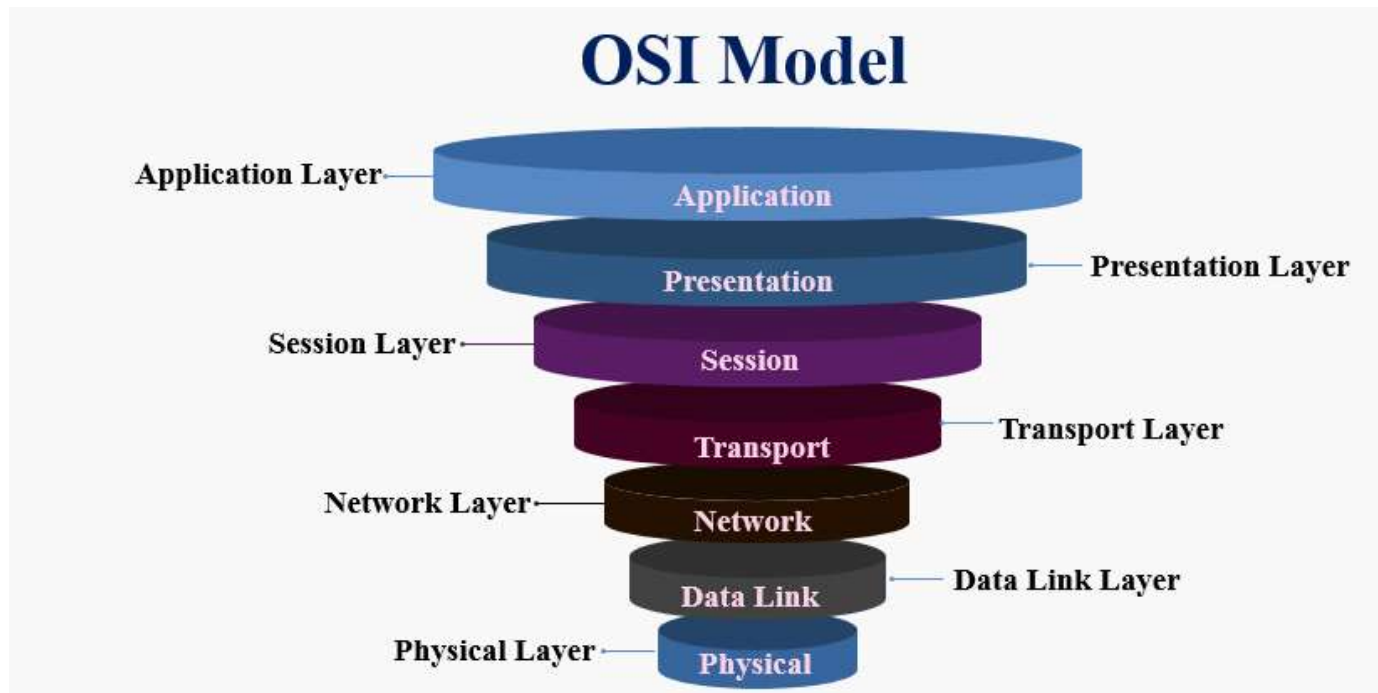 OSI Model
Application Layer
Application
Presentation Layer
Presentation
Session Layer
Session
Transport Layer
Transport
Network Layer
Network
Data Link Layer
Data Link
Physical Layer
Physical